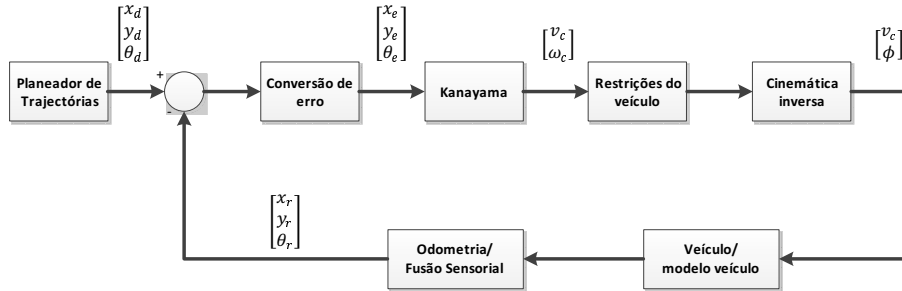 x_d
y_d
θ_d
x_e
y_e
θ_e
v_c
ω_c
v_c
ϕ
Planeador de
Trajectórias
+
-
Conversão de
erro
Kanayama
Restrições do
veículo
Cinemática
inversa
x_r
y_r
θ_r
Odometria/
Fusão Sensorial
Veículo/
modelo veículo